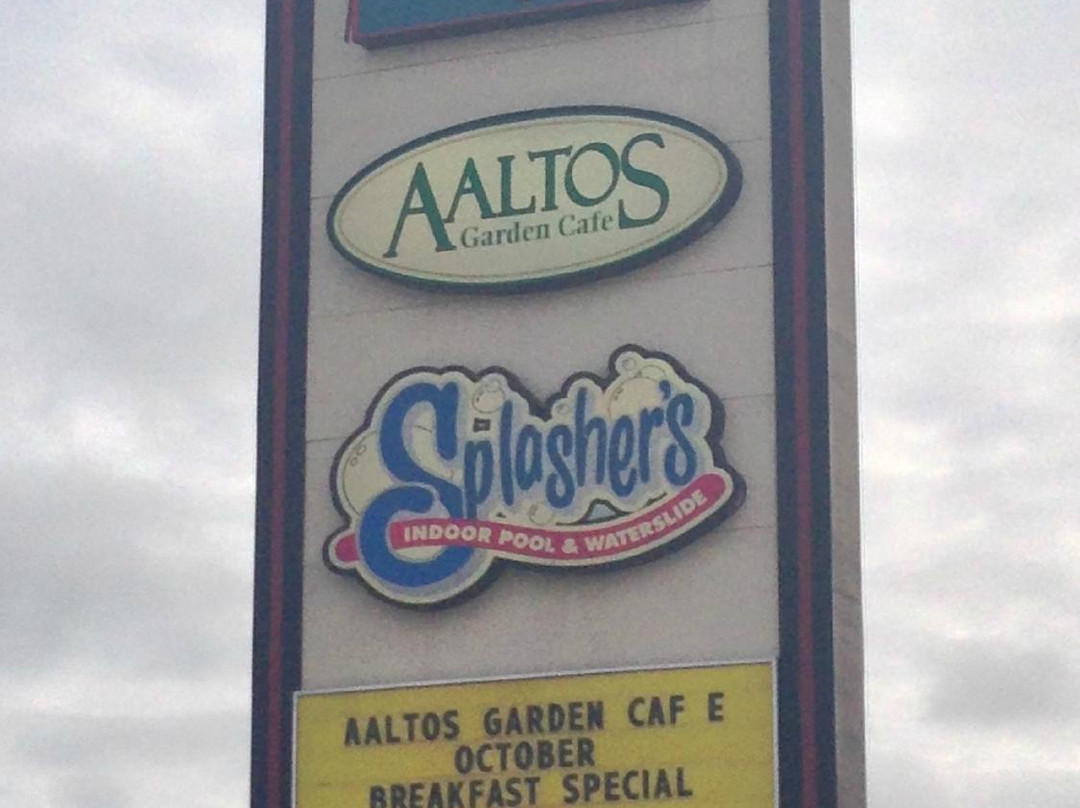 AALTOS
Garden Cafe
Splasher's
INDOOR POOL & WATERSLIDE
AALTOS GARDEN CAF E
OCTOBER
BREAKFAST SPECIAL